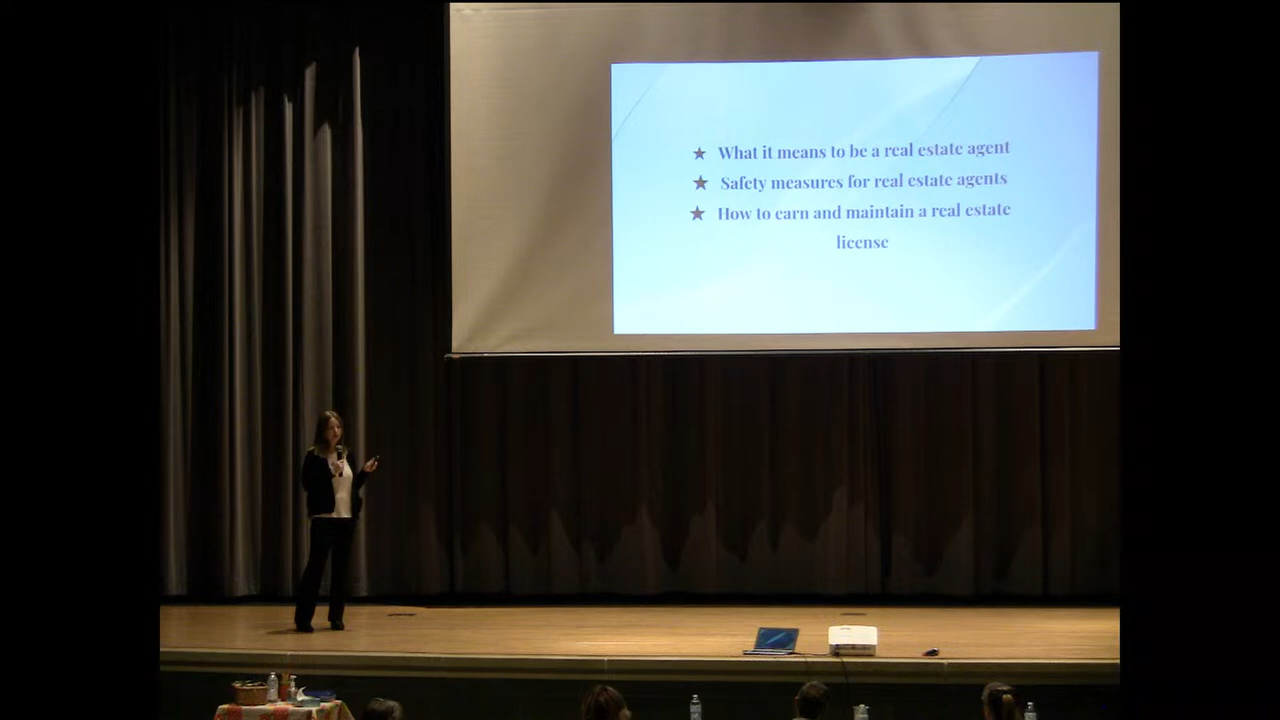 ★ What it means to be a real estate agent
★ Safety measures for real estate agents
★ How to earn and maintain a real estate
license